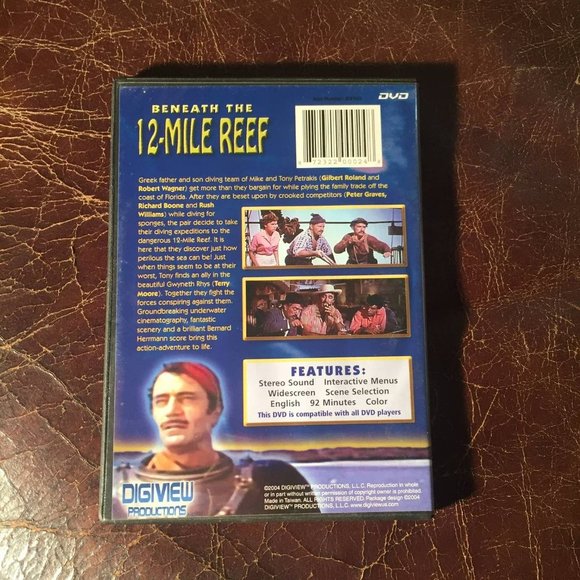 DVD
BENEATH THE
12-MILE REEF
72322 00024
Greek father and son diving team of Mike and Tony Petrakis (Gilbert Roland and
Robert Wagner) get more than they bargain for while plying the family trade off the
coast of Florida. After they are beset upon by crooked competitors (Peter Graves,
Richard Boone and Rush
Williams) while diving for
sponges, the pair decide to take
their diving expeditions to the
dangerous 12-Mile Reef. It is
here that they discover just how
perilous the sea can be! Just
when things seem to be at their
worst, Tony finds an ally in the
beautiful Gwyneth Rhys (Terry
Moore). Together they fight the
forces conspiring against them.
Groundbreaking underwater
cinematography, fantastic
scenery and a brilliant Bernard
Herrmann score bring this
action-adventure to life.
FEATURES:
Stereo Sound Interactive Menus
Widescreen Scene Selection
English 92 Minutes Color
This DVD is compatible with all DVD players
DIGIVIEW
PRODUCTIONS
©2004 DIGIVIEW™ PRODUCTIONS, L.L.C. Reproduction in whole
or in part without written permission of copyright owner is prohibited.
Made in Taiwan. ALL RIGHTS RESERVED. Package design ©2004
DIGIVIEW™ PRODUCTIONS, L.L.C. www.digiviewus.com